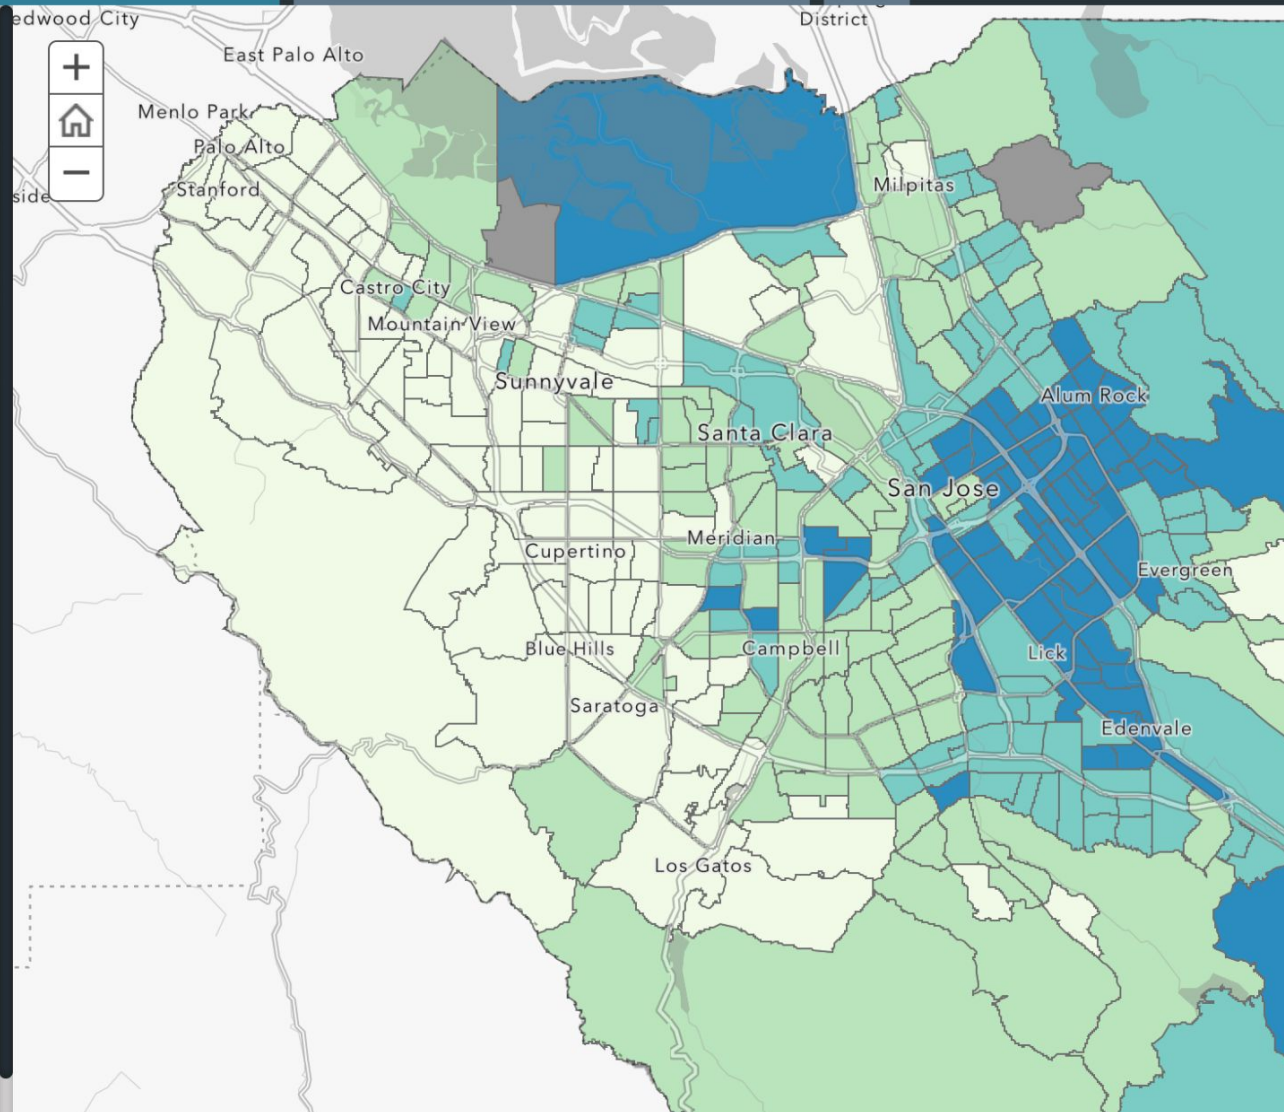 edwood City
District
East Palo Alto
+
Menlo Park
Palo Alto
−
Milpitas
Stanford
side
Castro City
Mountain View
Sunnyvale
Alum Rock
Santa Clara
San Jose
Meridian
Cupertino
Evergreen
Blue Hills
Campbell
Lick
Saratoga
Edenvale
Los Gatos